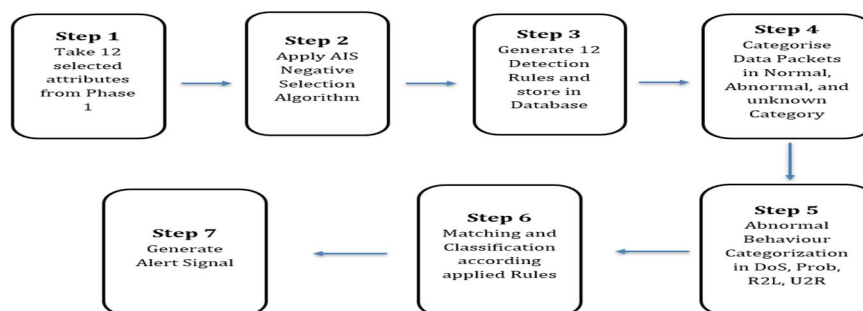 Step 1
Take 12
selected
attributes
from Phase
1
Step 2
Apply AIS
Negative
Selection
Algorithm
Step 3
Generate 12
Detection
Rules and
store in
Database
Step 4
Categorise
Data Packets
in Normal,
Abnormal, and
unknown
Category
Step 5
Abnormal
Behaviour
Categorization
in DoS, Prob,
R2L, U2R
Step 6
Matching and
Classification
according
applied Rules
Step 7
Generate
Alert Signal